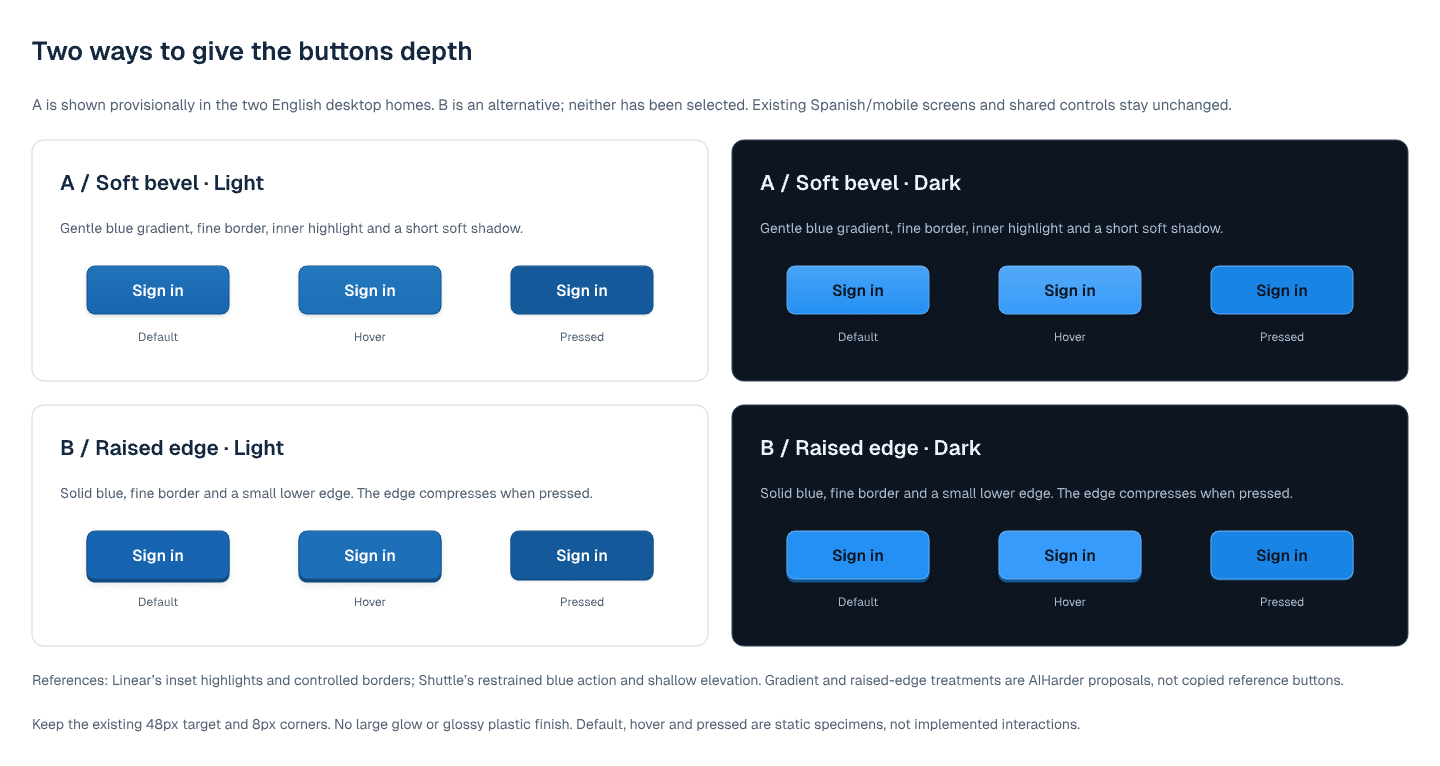 Two ways to give the buttons depth
A is shown provisionally in the two English desktop homes. B is an alternative; neither has been selected. Existing Spanish/mobile screens and shared controls stay unchanged.
A / Soft bevel · Light
Gentle blue gradient, fine border, inner highlight and a short soft shadow.
Sign in
Sign in
Sign in
Default
Hover
Pressed
A / Soft bevel · Dark
Gentle blue gradient, fine border, inner highlight and a short soft shadow.
Sign in
Sign in
Sign in
Default
Hover
Pressed
B / Raised edge · Light
Solid blue, fine border and a small lower edge. The edge compresses when pressed.
Sign in
Sign in
Sign in
Default
Hover
Pressed
B / Raised edge · Dark
Solid blue, fine border and a small lower edge. The edge compresses when pressed.
Sign in
Sign in
Sign in
Default
Hover
Pressed
References: Linear’s inset highlights and controlled borders; Shuttle’s restrained blue action and shallow elevation. Gradient and raised-edge treatments are AIHarder proposals, not copied reference buttons.
Keep the existing 48px target and 8px corners. No large glow or glossy plastic finish. Default, hover and pressed are static specimens, not implemented interactions.